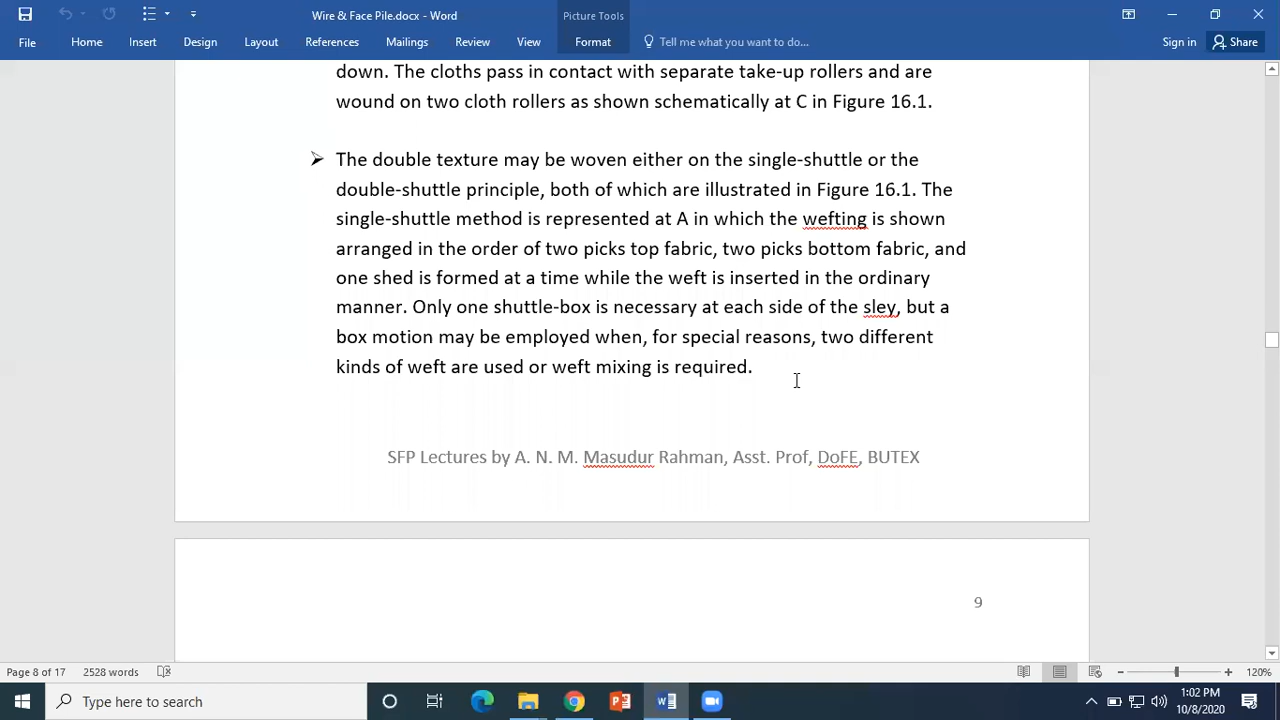 Wire & Face Pile.docx - Word
Picture Tools
File
Home
Insert
Design
Layout
References
Mailings
Review
View
Format
Tell me what you want to do...
Sign in
Share
down. The cloths pass in contact with separate take-up rollers and are
wound on two cloth rollers as shown schematically at C in Figure 16.1.
➢ The double texture may be woven either on the single-shuttle or the
double-shuttle principle, both of which are illustrated in Figure 16.1. The
single-shuttle method is represented at A in which the wefting is shown
arranged in the order of two picks top fabric, two picks bottom fabric, and
one shed is formed at a time while the weft is inserted in the ordinary
manner. Only one shuttle-box is necessary at each side of the sley, but a
box motion may be employed when, for special reasons, two different
kinds of weft are used or weft mixing is required.
SFP Lectures by A. N. M. Masudur Rahman, Asst. Prof, DoFE, BUTEX
9
Page 8 of 17
2528 words
120%
Type here to search
1:02 PM
10/8/2020